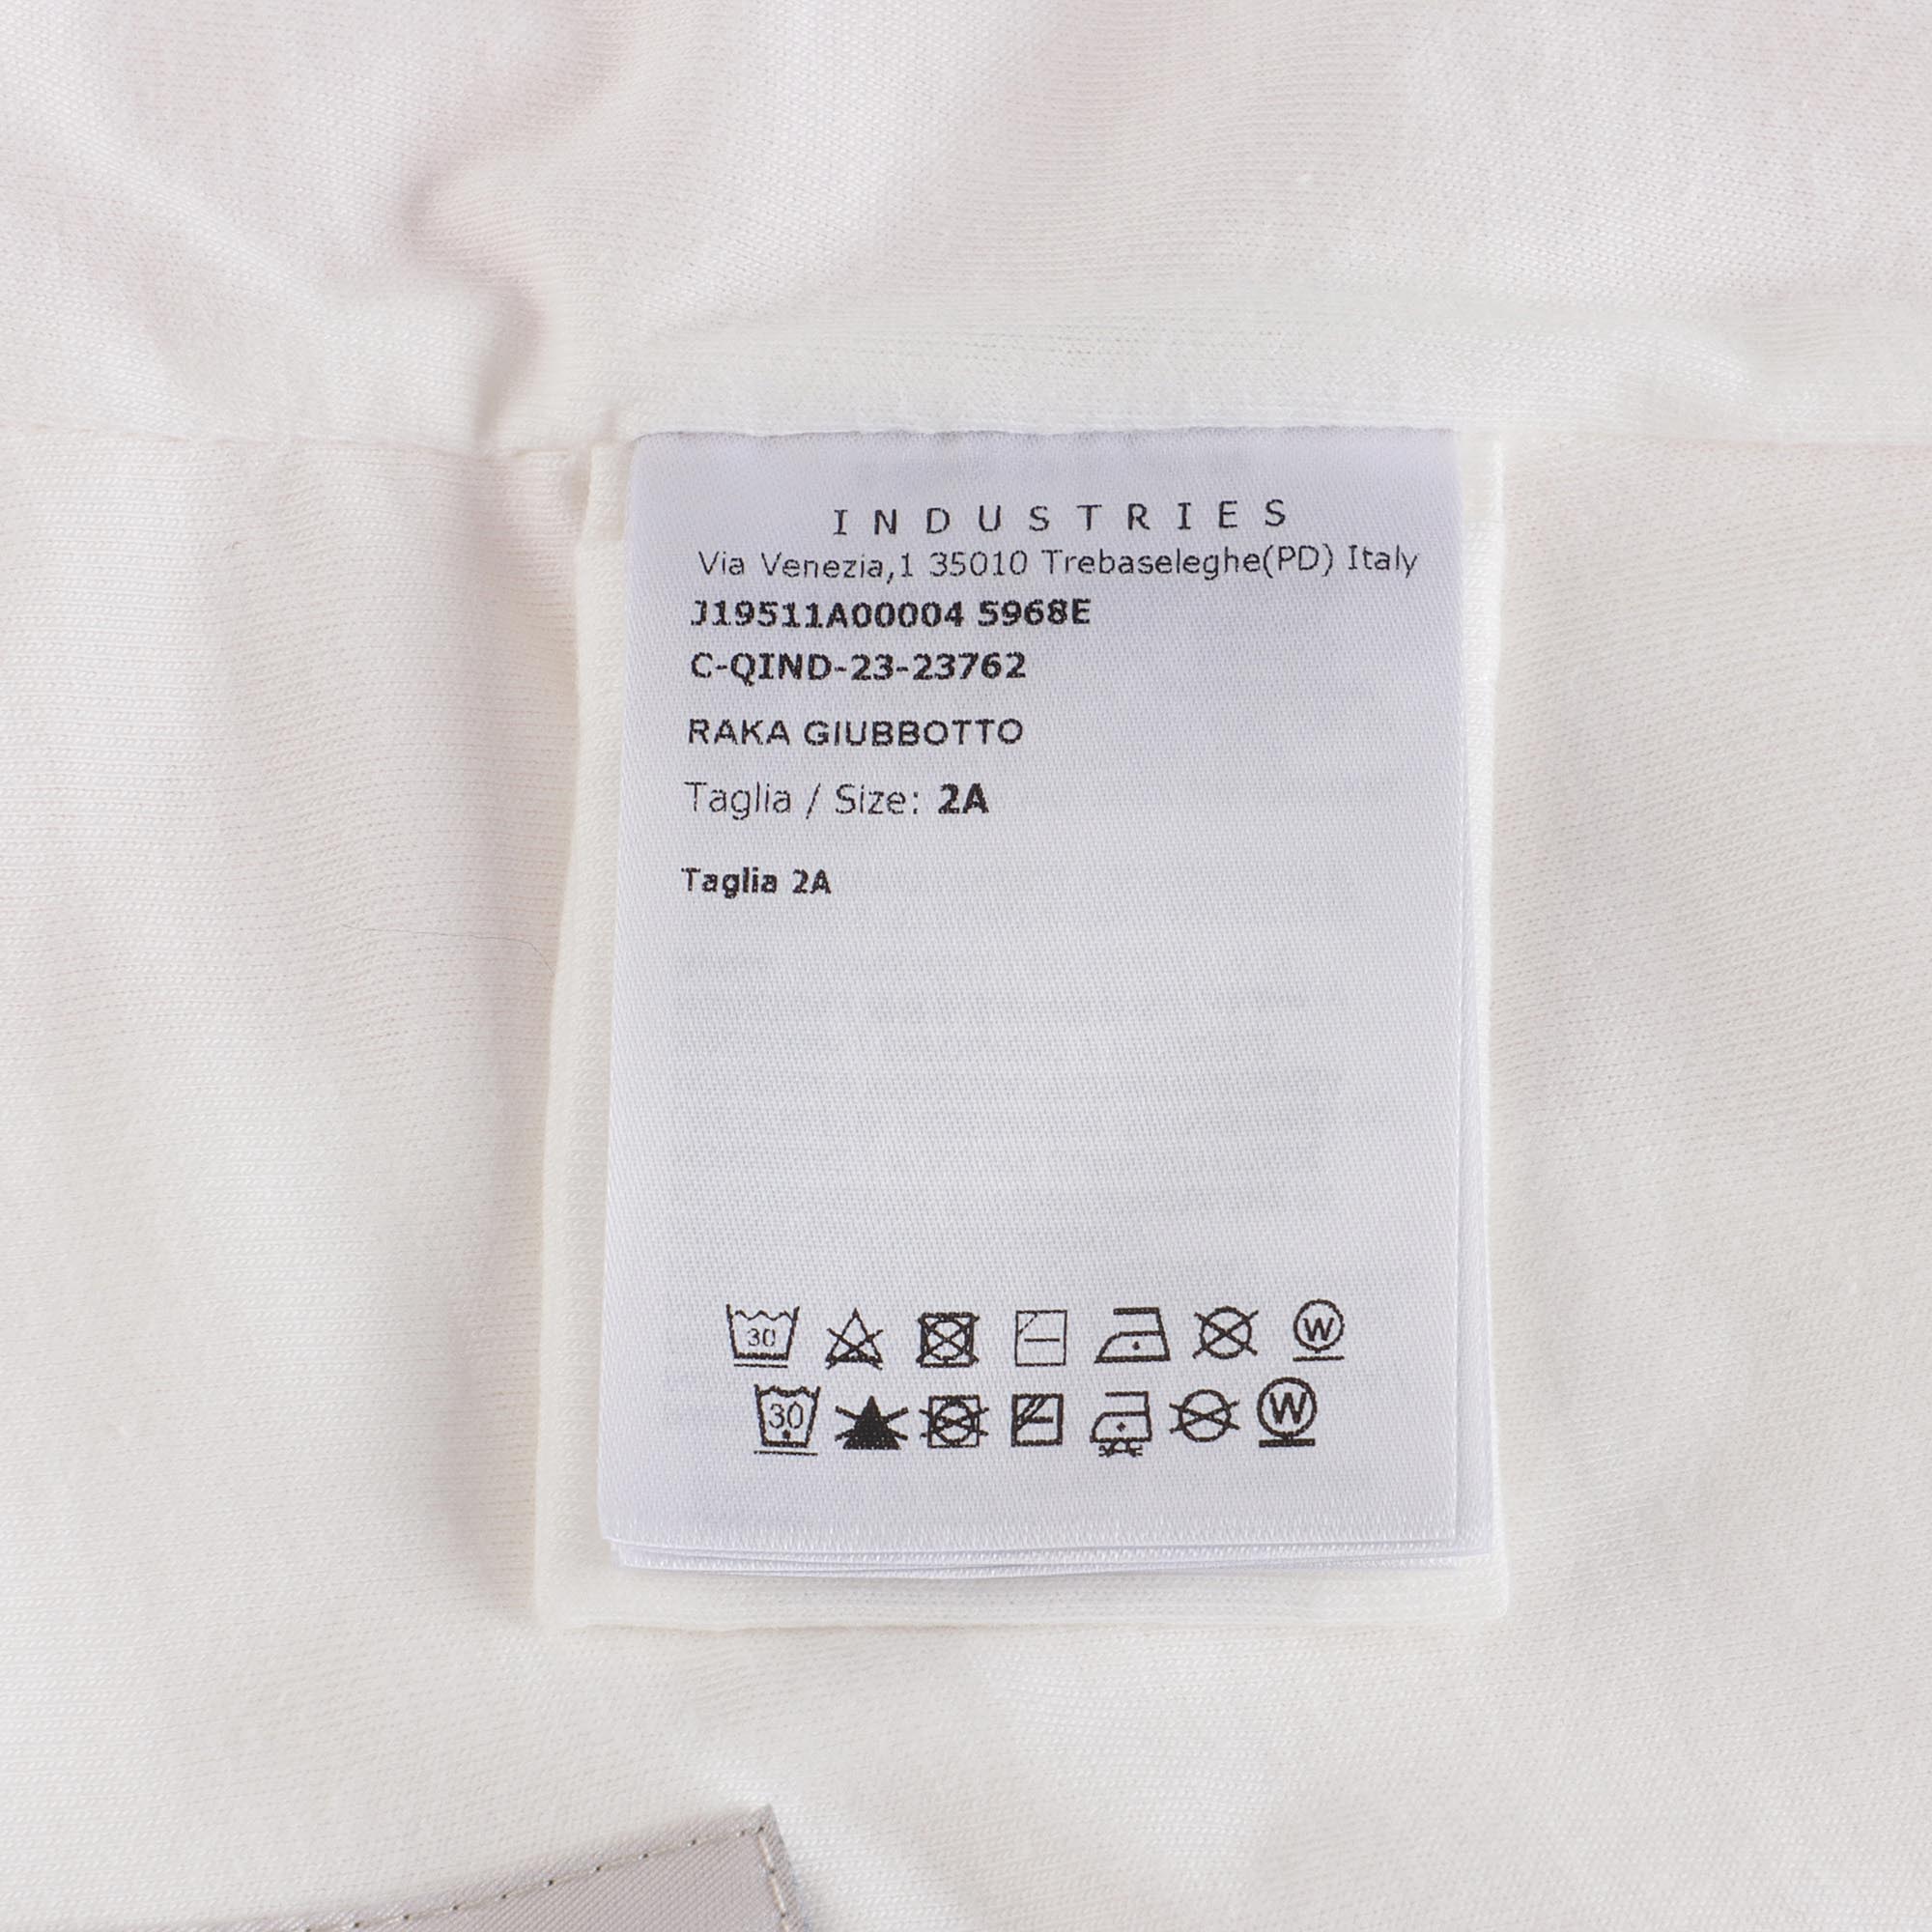 INDUSTRIES
Via Venezia,1 35010 Trebaseleghe(PD) Italy
J19511A00004 5968E
C-QIND-23-23762
RAKA GIUBBOTTO
Taglia / Size: 2A
Taglia 2A
30 W
30 W